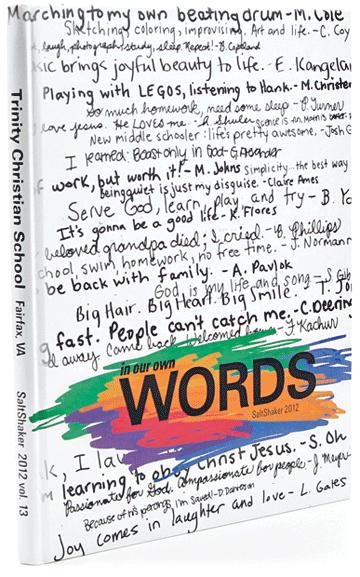 Marching to my own beating drum - M. Cole
Sketching, coloring, improvising. Art and life. - C. Coy
, laugh, photograph, study, sleep. Repeat! - B. Copeland
sic brings joyful beauty to life. - E. Kangelari
Playing with LEGOS, listening to Hank. - M. Christen
so much homework, need some sleep - P. Turner
love Jesus. He LOVES me. - R. Shuler
New middle schooler: life's pretty awesome, - Josh G
I learned: Boast only in God - G.
f work, but worth it! - M. Johns Simplicity... the best way
being quiet is just my disguise. - Claire Ames
Serve God, learn, play, and try - B. Yo
It's gonna be a good life - K. Flores
beloved grandpa died; I cried. - B. Phillips
chool, swim, homework, no free time. - J. Norman
be back with family. - A. Pavlok
God is my life and song - S Gib
Big Hair. Big Heart. Big Smile. - T. Jo
g fast. People can't catch me. - C. Deerin
d away. Came back. Welcomed home - F Kachur
in our own
WORDS
SaltShaker 2012
k, I la
learning to obey Christ Jesus. - S. Oh
Passionate for God. Compassionate for people - J. Meyer
Because of his piercings, I'm Saved! - D.
Joy comes in laughter and love - L. Gates
Trinity Christian School Fairfax, VA SaltShaker 2012 vol. 13